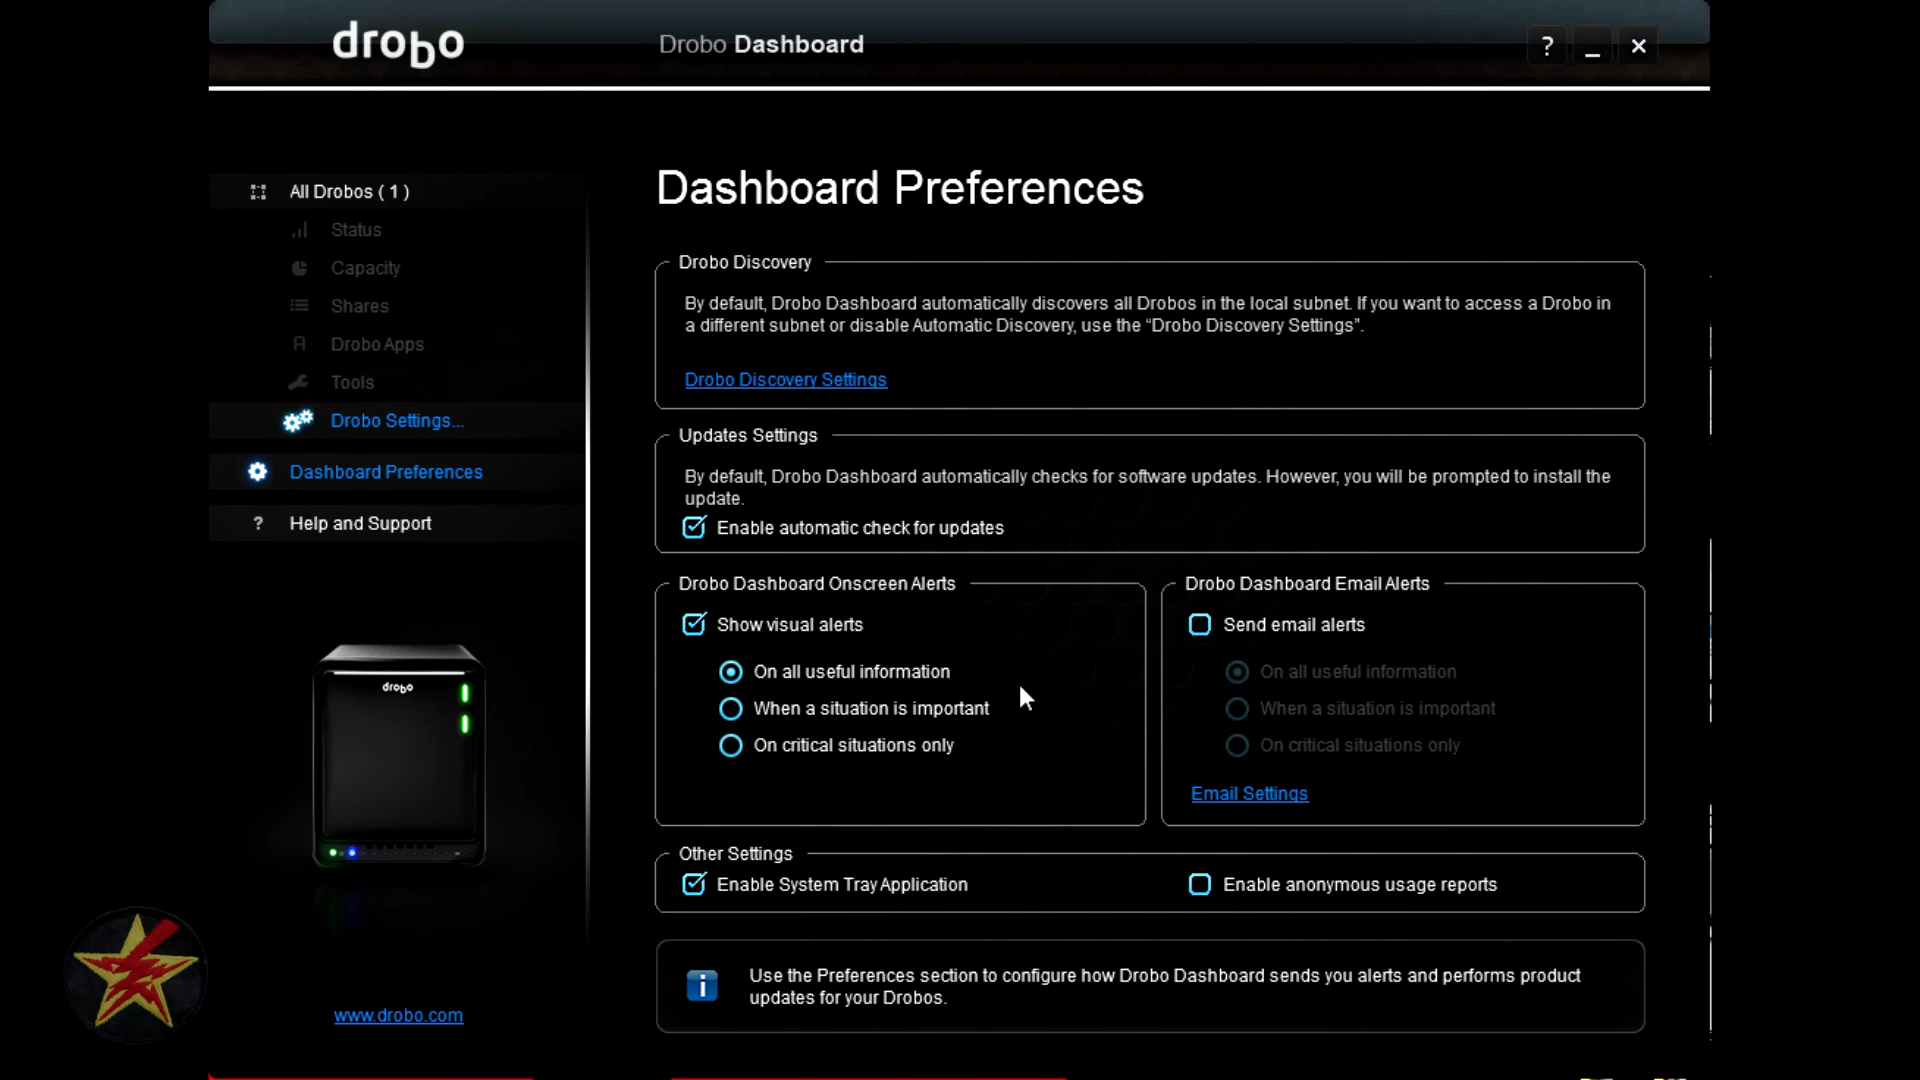 drobo
Drobo Dashboard
?
All Drobos ( 1 )
Status
Capacity
Shares
Drobo Apps
Tools
Drobo Settings...
Dashboard Preferences
? Help and Support
drobo
www.drobo.com
Dashboard Preferences
Drobo Discovery
By default, Drobo Dashboard automatically discovers all Drobos in the local subnet. If you want to access a Drobo in
a different subnet or disable Automatic Discovery, use the “Drobo Discovery Settings”.
Drobo Discovery Settings
Updates Settings
By default, Drobo Dashboard automatically checks for software updates. However, you will be prompted to install the
update.
Enable automatic check for updates
Drobo Dashboard Onscreen Alerts
Show visual alerts
On all useful information
When a situation is important
On critical situations only
Drobo Dashboard Email Alerts
Send email alerts
On all useful information
When a situation is important
On critical situations only
Email Settings
Other Settings
Enable System Tray Application
Enable anonymous usage reports
Use the Preferences section to configure how Drobo Dashboard sends you alerts and performs product
updates for your Drobos.